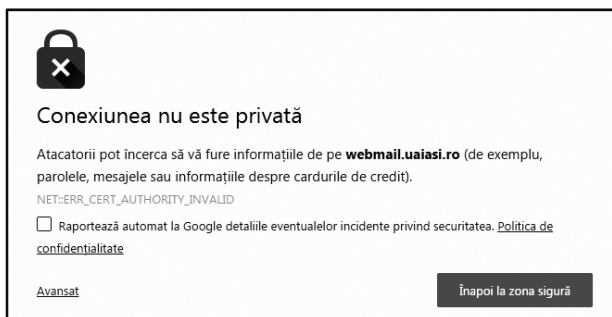 Conexiunea nu este privată
Atacatorii pot încerca să vă fure informațiile de pe webmail.uaiasi.ro (de exemplu,
parolele, mesajele sau informațiile despre cardurile de credit).
NET::ERR_CERT_AUTHORITY_INVALID
Raportează automat la Google detaliile eventualelor incidente privind securitatea. Politica de
confidențialitate
Avansat
Înapoi la zona sigură